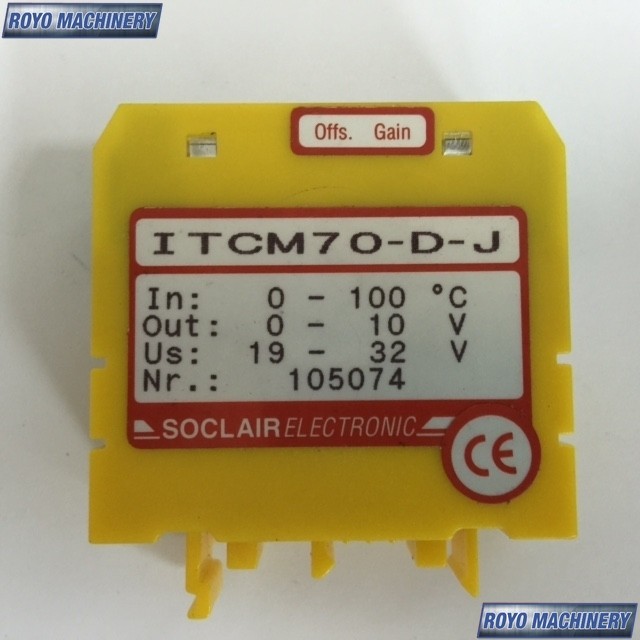 ROYO MACHINERY
Offs. Gain
ITCM70-D-J
In: 0 - 100 °C
Out: 0 - 10 V
Us: 19 - 32 V
Nr.: 105074
SOCLAIR ELECTRONIC
CE
ROYO MACHINERY